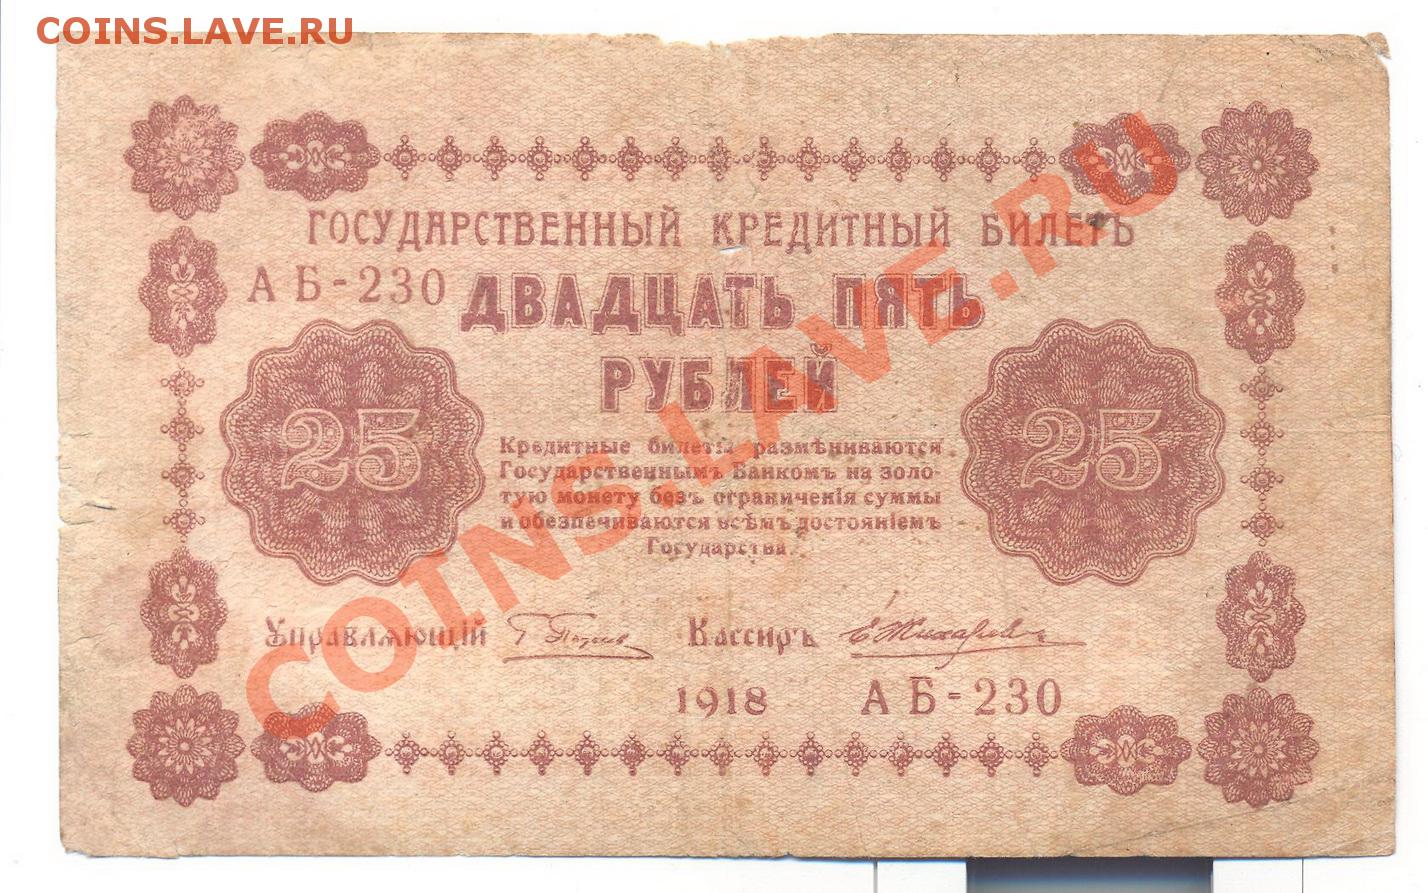 COINS.LAVE.RU
ГОСУДАРСТВЕННЫЙ КРЕДИТНЫЙ БИЛЕТЪ
АБ-230
ДВАДЦАТЬ ПЯТЬ
РУБЛЕЙ
25
25
Кредитные билеты размѣниваются
Государственнымъ Банкомъ на золо-
тую монету безъ ограниченія суммы
и обезпечиваются всѣмъ достояніемъ
Государства.
Управляющій Кассиръ Е. Жихаревъ
1918 АБ-230
COINS.LAVE.RU